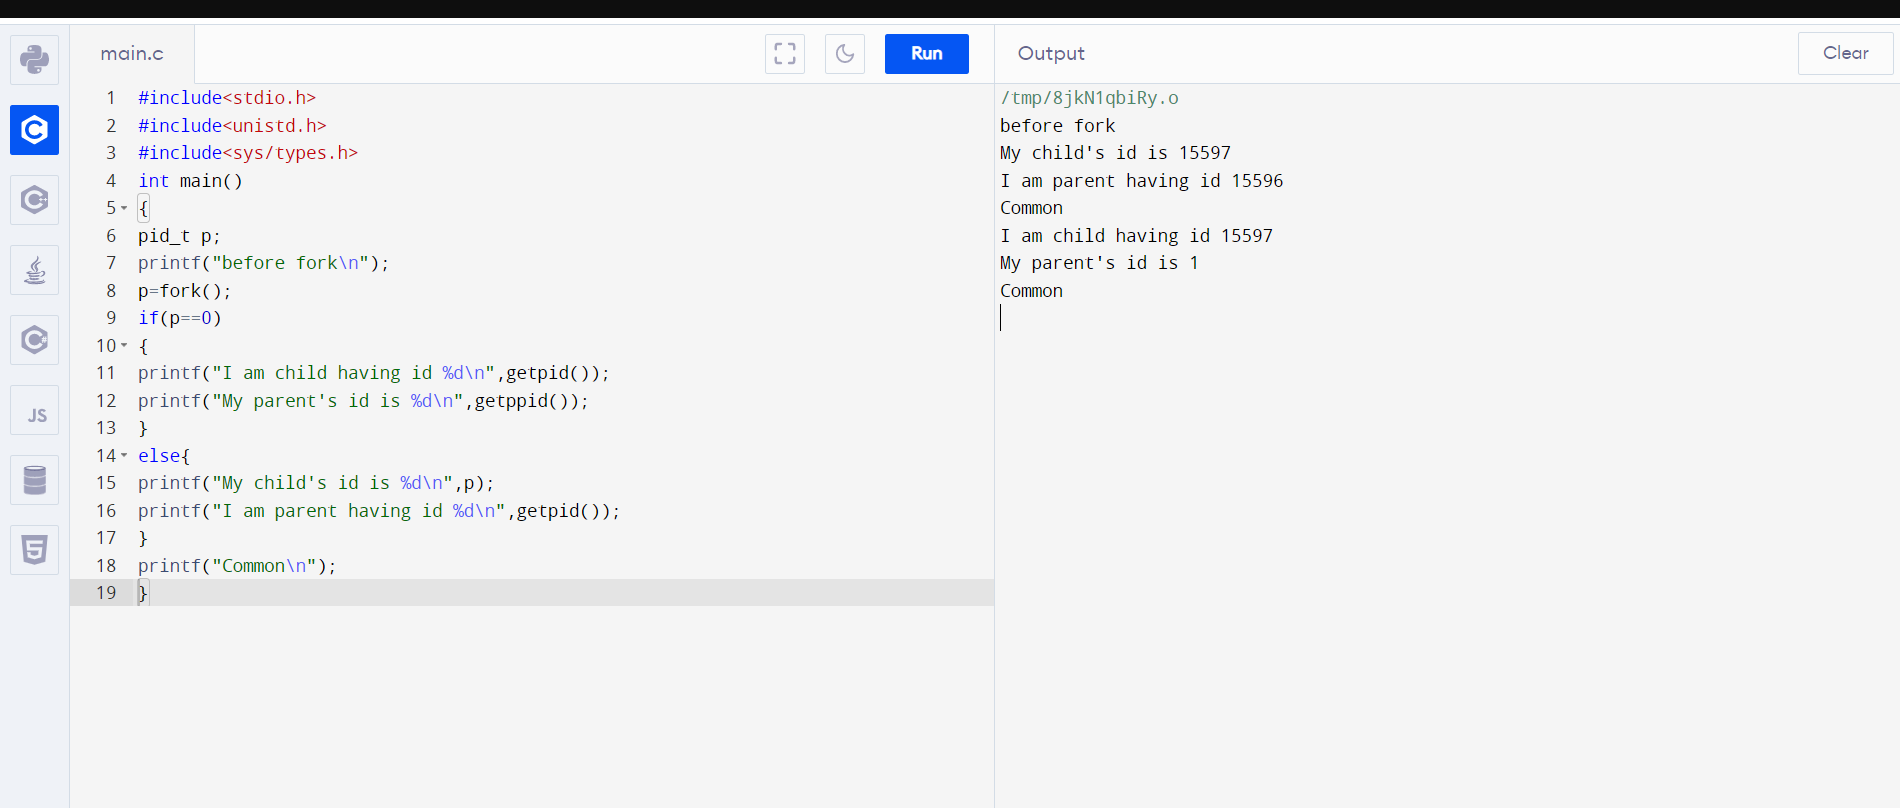 main.c
Run
Output
Clear
1 #include<stdio.h>
2 #include<unistd.h>
3 #include<sys/types.h>
4 int main()
5 {
6 pid_t p;
7 printf("before fork\n");
8 p=fork();
9 if(p==0)
10 {
11 printf("I am child having id %d\n",getpid());
12 printf("My parent's id is %d\n",getppid());
13 }
14 else{
15 printf("My child's id is %d\n",p);
16 printf("I am parent having id %d\n",getpid());
17 }
18 printf("Common\n");
19 }
/tmp/8jkN1qbiRy.o
before fork
My child's id is 15597
I am parent having id 15596
Common
I am child having id 15597
My parent's id is 1
Common
C
C++
C#
JS
5